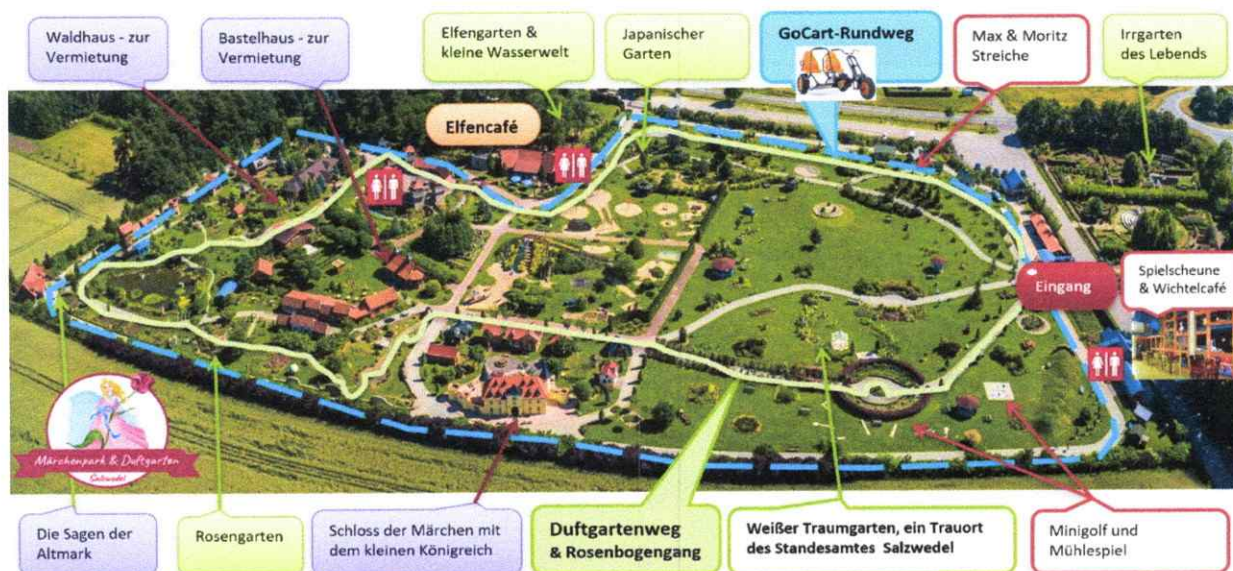 Waldhaus - zur
Vermietung
Bastelhaus - zur
Vermietung
Elfengarten &
kleine Wasserwelt
Japanischer
Garten
GoCart-Rundweg
Max & Moritz
Streiche
Irrgarten
des Lebends
Elfencafé
Eingang
Spielscheune
& Wichtelcafé
Märchenpark & Duftgarten
Salzwedel
Die Sagen der
Altmark
Rosengarten
Schloss der Märchen mit
dem kleinen Königreich
Duftgartenweg
& Rosenbogengang
Weißer Traumgarten, ein Trauort
des Standesamtes Salzwedel
Minigolf und
Mühlespiel